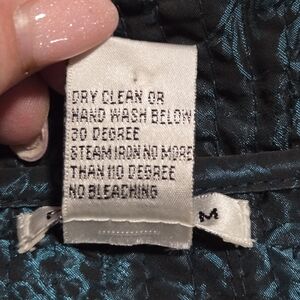 DRY CLEAN OR
HAND WASH BELOW
30 DEGREE
STEAM IRON NO MORE
THAN 110 DEGREE
NO BLEACHING
M